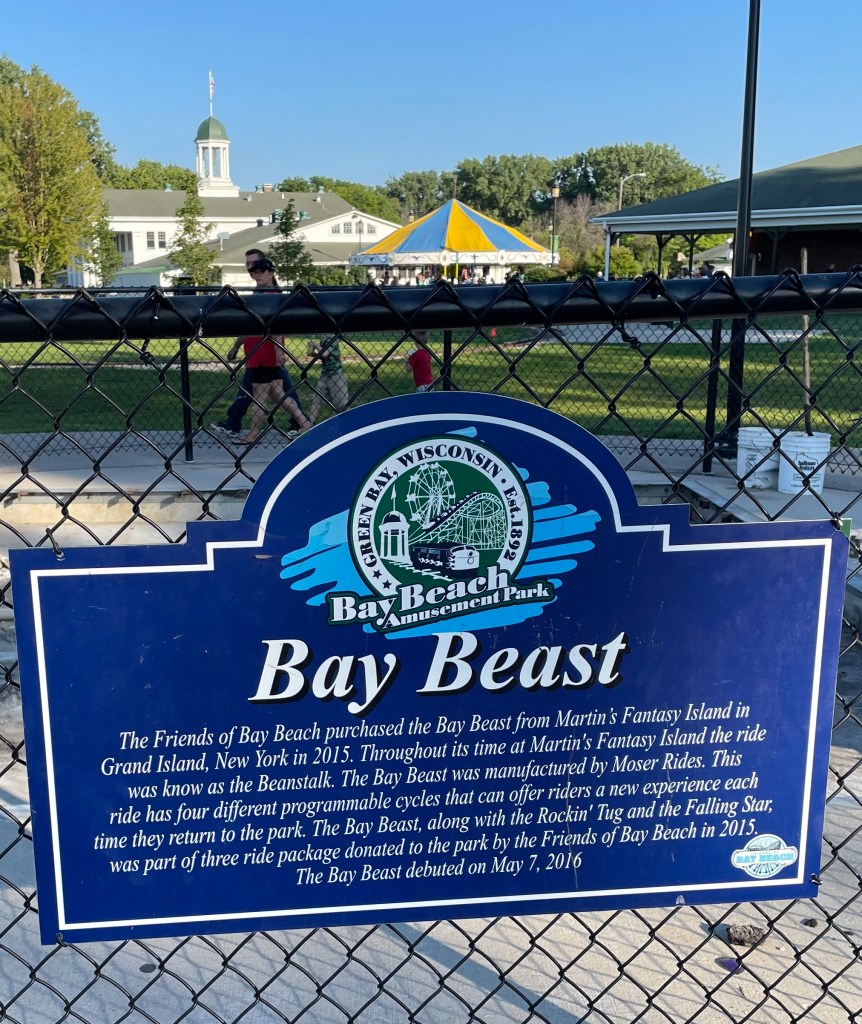 GREEN BAY, WISCONSIN • Est. 1892
Bay Beach
Amusement Park
Bay Beast
The Friends of Bay Beach purchased the Bay Beast from Martin's Fantasy Island in
Grand Island, New York in 2015. Throughout its time at Martin's Fantasy Island the ride
was know as the Beanstalk. The Bay Beast was manufactured by Moser Rides. This
ride has four different programmable cycles that can offer riders a new experience each
time they return to the park. The Bay Beast, along with the Rockin' Tug and the Falling Star,
was part of three ride package donated to the park by the Friends of Bay Beach in 2015.
The Bay Beast debuted on May 7, 2016
BAY BEACH